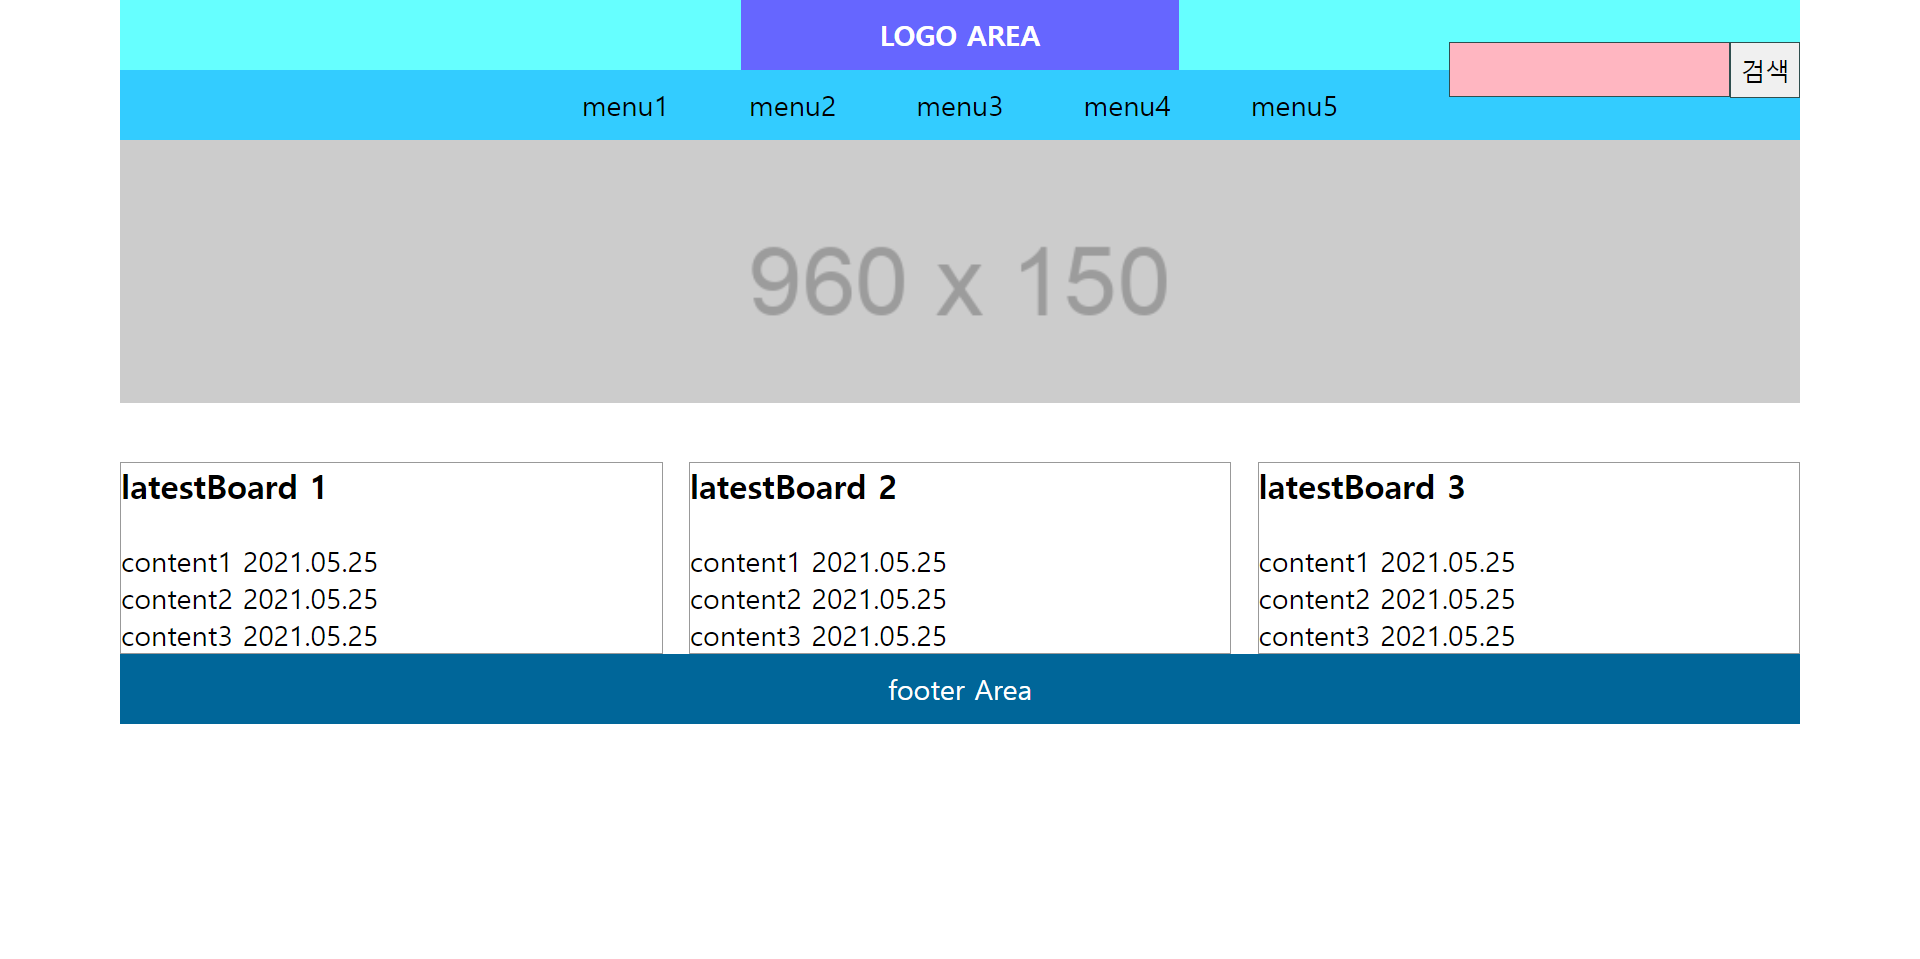 LOGO AREA
검색
menu1 menu2 menu3 menu4 menu5
960 x 150
latestBoard 1
content1 2021.05.25
content2 2021.05.25
content3 2021.05.25
latestBoard 2
content1 2021.05.25
content2 2021.05.25
content3 2021.05.25
latestBoard 3
content1 2021.05.25
content2 2021.05.25
content3 2021.05.25
footer Area